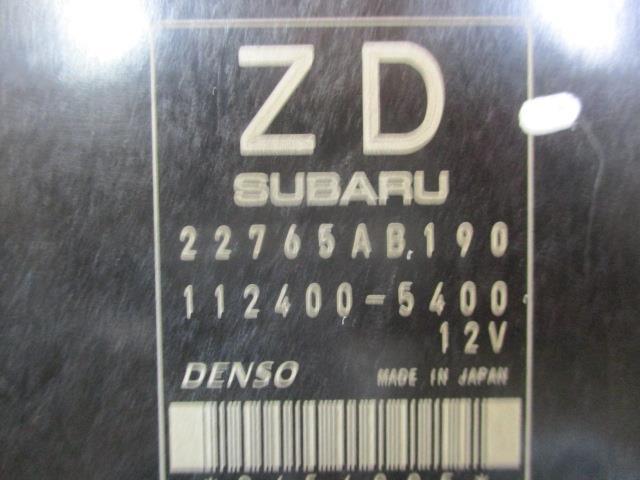 ZD
SUBARU
22765AB190
112400-5400
12V
DENSO MADE IN JAPAN